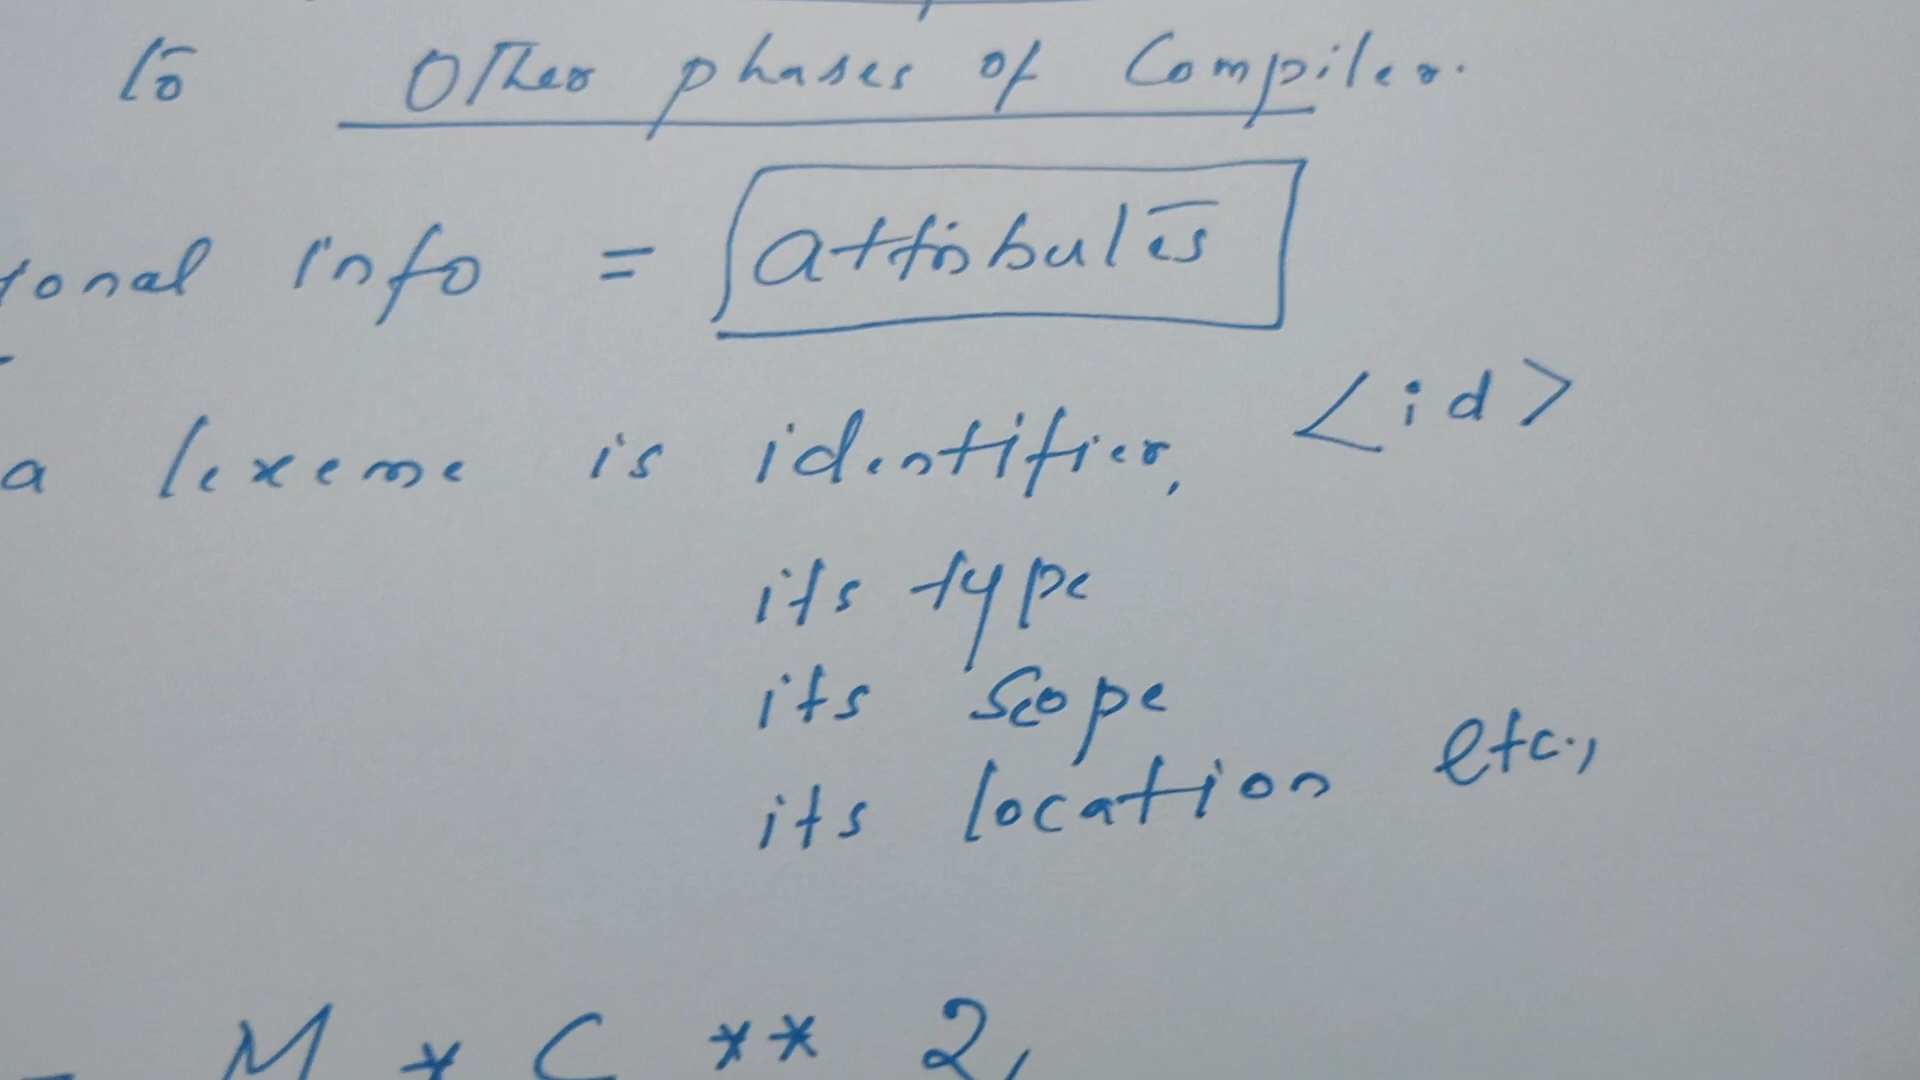 to Other phases of Compiler.
ional info = attributes
a lexeme is identifier, <id>
its type
its scope
its location etc.,
= M * C ** 2,